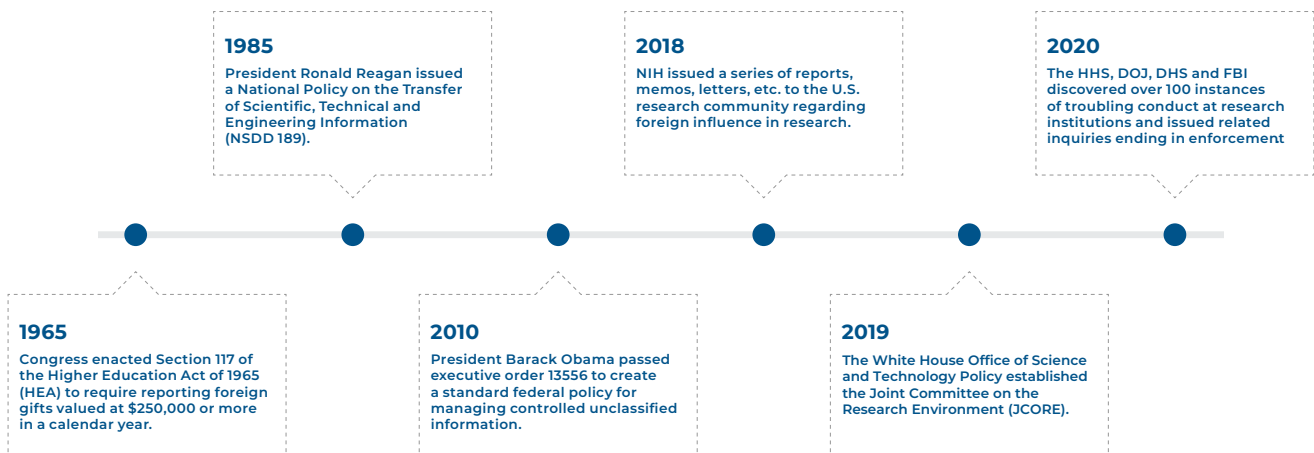 1985
President Ronald Reagan issued
a National Policy on the Transfer
of Scientific, Technical and
Engineering Information
(NSDD 189).
2018
NIH issued a series of reports,
memos, letters, etc. to the U.S.
research community regarding
foreign influence in research.
2020
The HHS, DOJ, DHS and FBI
discovered over 100 instances
of troubling conduct at research
institutions and issued related
inquiries ending in enforcement
1965
Congress enacted Section 117 of
the Higher Education Act of 1965
(HEA) to require reporting foreign
gifts valued at $250,000 or more
in a calendar year.
2010
President Barack Obama passed
executive order 13556 to create
a standard federal policy for
managing controlled unclassified
information.
2019
The White House Office of Science
and Technology Policy established
the Joint Committee on the
Research Environment (JCORE).